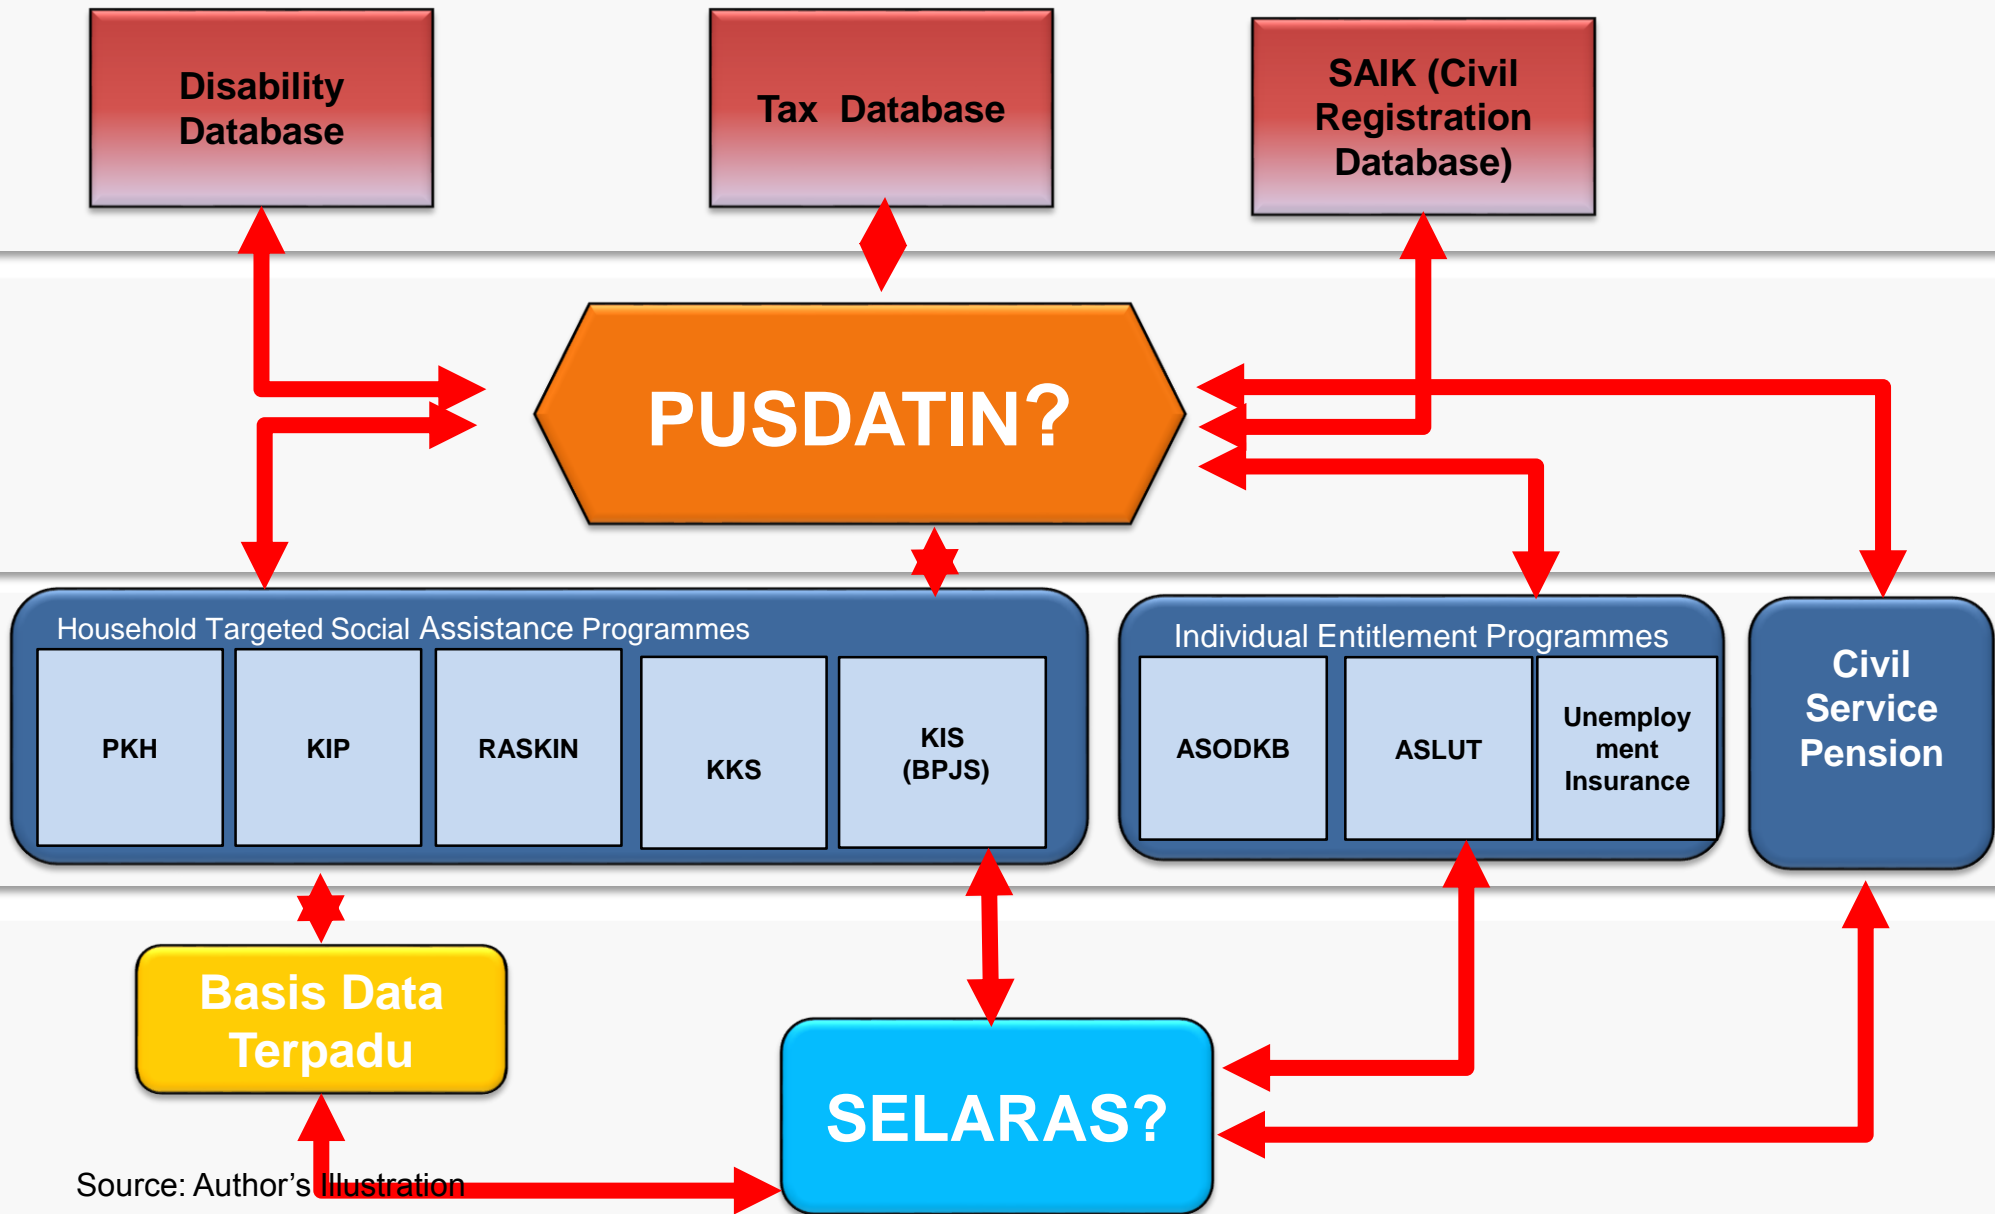 Disability
Database
Tax Database
SAIK (Civil
Registration
Database)
PUSDATIN?
Household Targeted Social Assistance Programmes
PKH
KIP
RASKIN
KKS
KIS
(BPJS)
Individual Entitlement Programmes
ASODKB
ASLUT
Unemploy
ment
Insurance
Civil
Service
Pension
Basis Data
Terpadu
SELARAS?
Source: Author’s Illustration